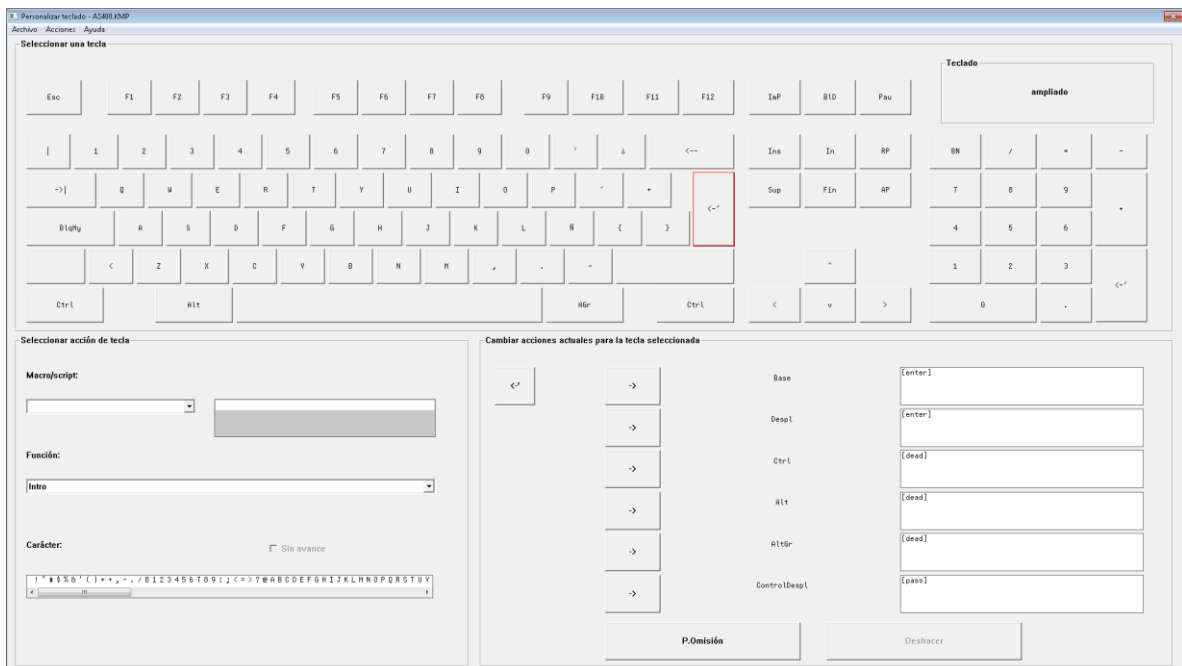 Personalizar teclado - AS400.KMP
Archivo Acciones Ayuda
Seleccionar una tecla
Teclado
ampliado
Esc F1 F2 F3 F4 F5 F6 F7 F8 F9 F10 F11 F12 ImP BlD Pau
| 1 2 3 4 5 6 7 8 9 0 ' ¿ <-- Ins In RP BN / * -
->| Q W E R T Y U I O P ´ + <-' Sup Fin AP 7 8 9 +
BlqMy A S D F G H J K L Ñ { } 4 5 6
< Z X C V B N M , . - ^ 1 2 3 <-'
Ctrl Alt AGr Ctrl < v > 0 .
Seleccionar acción de tecla
Macro/script:
Función:
Intro
Carácter:
Sin avance
! " # $ % & ' ( ) * + , - . / 0 1 2 3 4 5 6 7 8 9 : ; < = > ? @ A B C D E F G H I J K L M N O P Q R S T U V
Cambiar acciones actuales para la tecla seleccionada
<-' -> Base [enter]
-> Despl [enter]
-> Ctrl [dead]
-> Alt [dead]
-> AltGr [dead]
-> ControlDespl [pass]
P.Omisión Deshacer